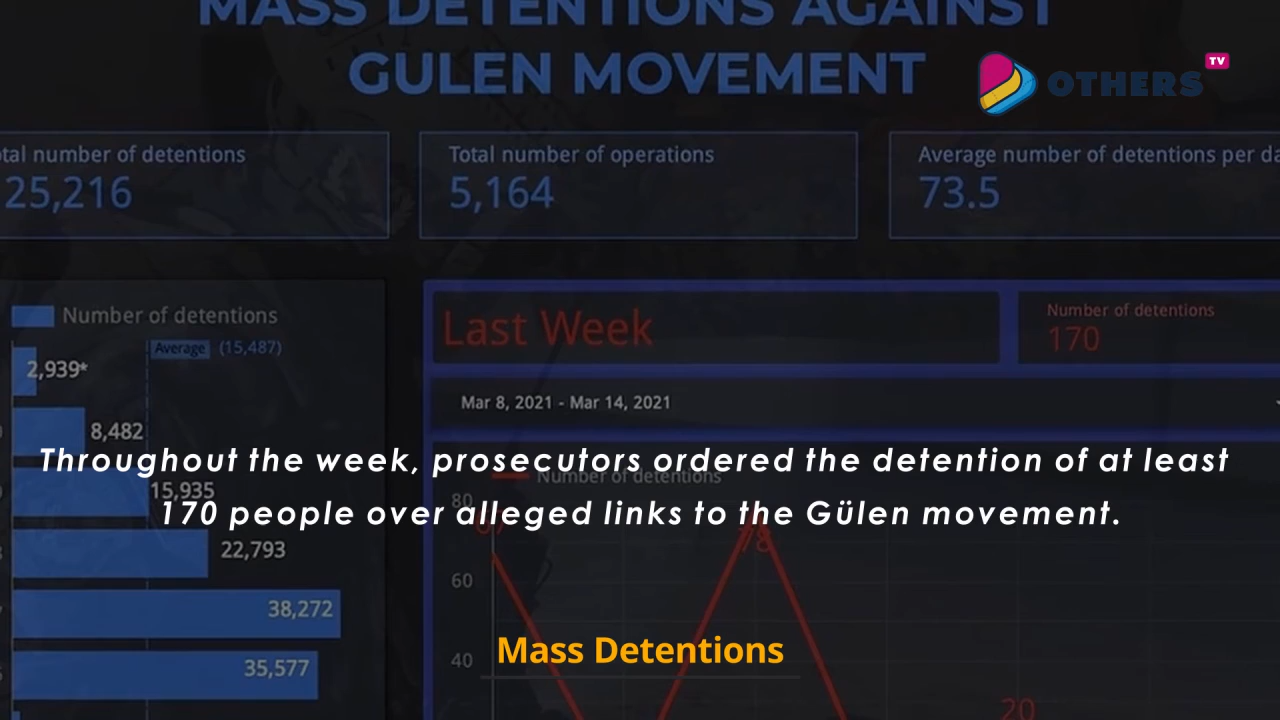 MASS DETENTIONS AGAINST
GULEN MOVEMENT
OTHERS TV
tal number of detentions
25,216
Total number of operations
5,164
Average number of detentions per da
73.5
Number of detentions
Average (15,487)
2,939*
8,482
15,935
22,793
38,272
35,577
Last Week
Number of detentions
170
Mar 8, 2021 - Mar 14, 2021
Number of detentions
80
60
40
78
20
Throughout the week, prosecutors ordered the detention of at least
170 people over alleged links to the Gülen movement.
Mass Detentions